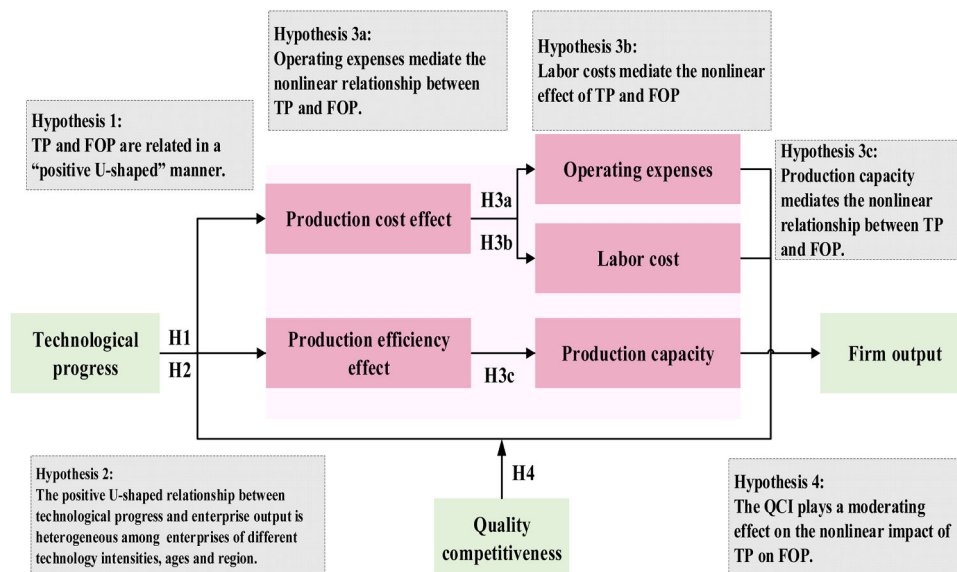 Hypothesis 3a:
Operating expenses mediate the
nonlinear relationship between
TP and FOP.
Hypothesis 3b:
Labor costs mediate the nonlinear
effect of TP and FOP
Hypothesis 1:
TP and FOP are related in a
“positive U-shaped” manner.
Hypothesis 3c:
Production capacity
mediates the nonlinear
relationship between TP
and FOP.
Operating expenses
Production cost effect
H3a
H3b
Labor cost
Technological
progress
H1
H2
Production efficiency
effect
H3c
Production capacity
Firm output
H4
Quality
competitiveness
Hypothesis 2:
The positive U-shaped relationship between
technological progress and enterprise output is
heterogeneous among enterprises of different
technology intensities, ages and region.
Hypothesis 4:
The QCI plays a moderating
effect on the nonlinear impact of
TP on FOP.